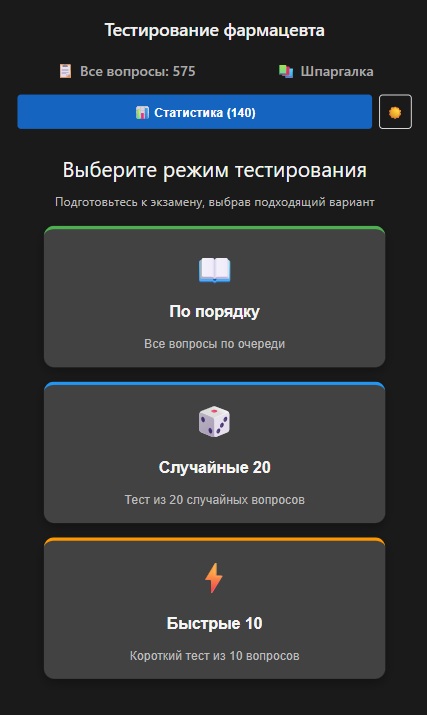 Тестирование фармацевта
Все вопросы: 575
Шпаргалка
Статистика (140)
Выберите режим тестирования
Подготовьтесь к экзамену, выбрав подходящий вариант
По порядку
Все вопросы по очереди
Случайные 20
Тест из 20 случайных вопросов
Быстрые 10
Короткий тест из 10 вопросов